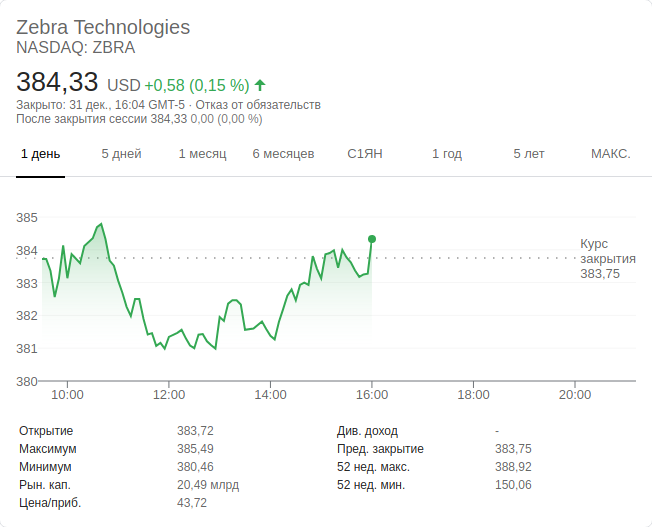 Zebra Technologies
NASDAQ: ZBRA
384,33 USD +0,58 (0,15 %)
Закрыто: 31 дек., 16:04 GMT-5 · Отказ от обязательств
После закрытия сессии 384,33 0,00 (0,00 %)
1 день 5 дней 1 месяц 6 месяцев С1ЯН 1 год 5 лет МАКС.
385
384
383
382
381
380
Курс
закрытия
383,75
10:00 12:00 14:00 16:00 18:00 20:00
Открытие 383,72 Див. доход -
Максимум 385,49 Пред. закрытие 383,75
Минимум 380,46 52 нед. макс. 388,92
Рын. кап. 20,49 млрд 52 нед. мин. 150,06
Цена/приб. 43,72